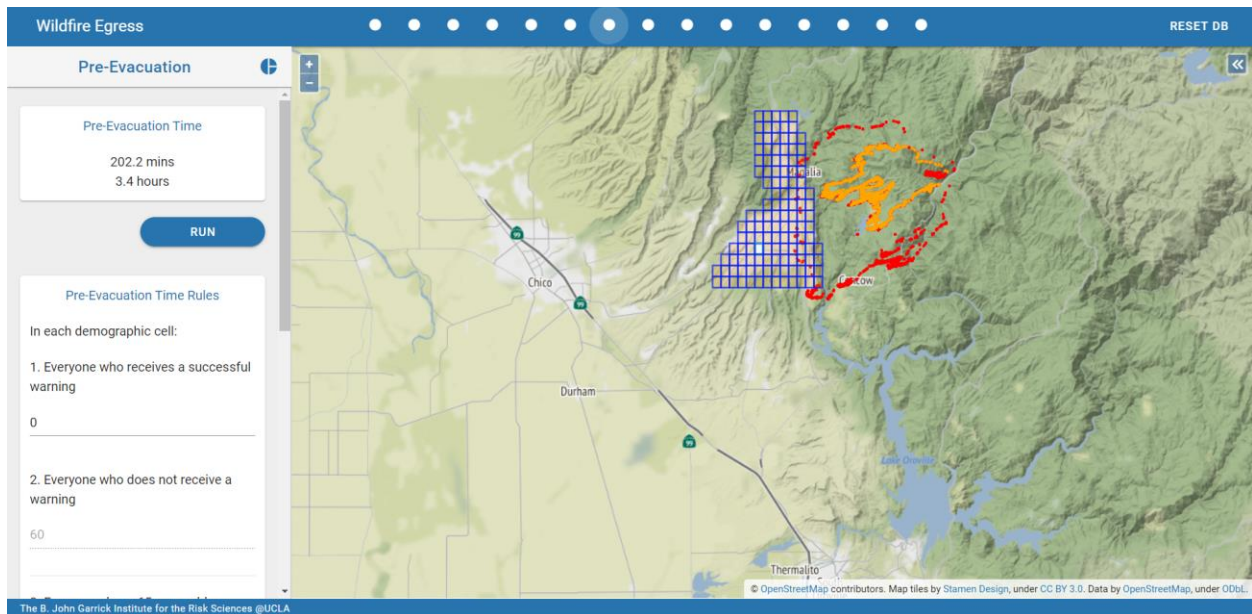 Wildfire Egress
RESET DB
Pre-Evacuation
Pre-Evacuation Time
202.2 mins
3.4 hours
RUN
Pre-Evacuation Time Rules
In each demographic cell:
1. Everyone who receives a successful
warning
0
2. Everyone who does not receive a
warning
60
+
−
«
99
Chico
99
Durham
99
Lake Oroville
Thermalito
© OpenStreetMap contributors. Map tiles by Stamen Design, under CC BY 3.0. Data by OpenStreetMap, under ODbL.
The B. John Garrick Institute for the Risk Sciences @UCLA